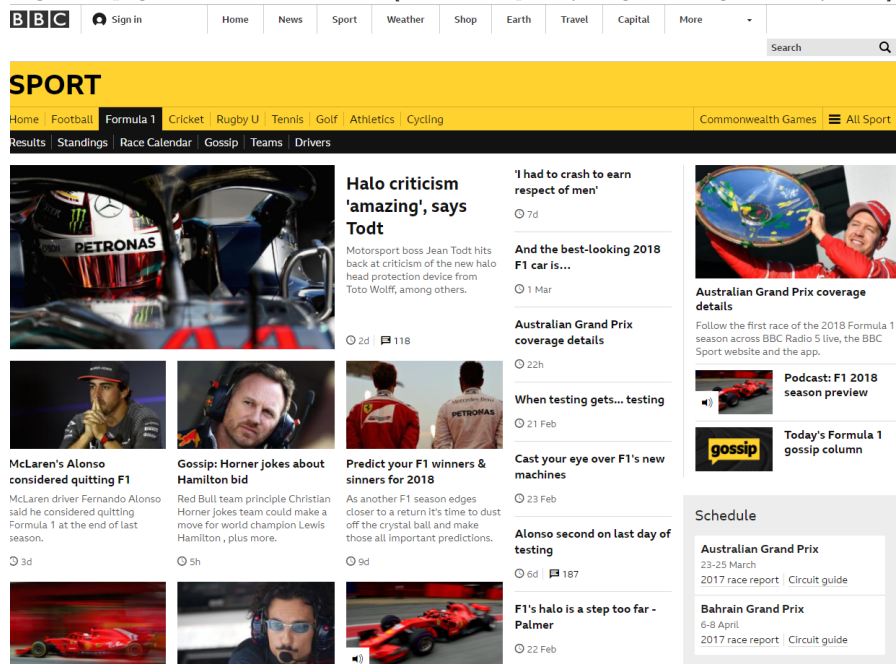 BBC Sign in Home News Sport Weather Shop Earth Travel Capital More
Search
SPORT
Home Football Formula 1 Cricket Rugby U Tennis Golf Athletics Cycling Commonwealth Games All Sport
Results Standings Race Calendar Gossip Teams Drivers
PETRONAS
44
Halo criticism
'amazing', says
Todt
Motorsport boss Jean Todt hits
back at criticism of the new halo
head protection device from
Toto Wolff, among others.
2d 118
McLaren's Alonso
considered quitting F1
McLaren driver Fernando Alonso
said he considered quitting
Formula 1 at the end of last
season.
3d
Gossip: Horner jokes about
Hamilton bid
Red Bull team principle Christian
Horner jokes team could make a
move for world champion Lewis
Hamilton , plus more.
5h
PETRONAS
Predict your F1 winners &
sinners for 2018
As another F1 season edges
closer to a return it's time to dust
off the crystal ball and make
those all important predictions.
9d
'I had to crash to earn
respect of men'
7d
And the best-looking 2018
F1 car is...
1 Mar
Australian Grand Prix
coverage details
22h
When testing gets... testing
21 Feb
Cast your eye over F1's new
machines
23 Feb
Alonso second on last day of
testing
6d 187
F1's halo is a step too far -
Palmer
22 Feb
Australian Grand Prix coverage
details
Follow the first race of the 2018 Formula 1
season across BBC Radio 5 live, the BBC
Sport website and the app.
Podcast: F1 2018
season preview
gossip
Today's Formula 1
gossip column
Schedule
Australian Grand Prix
23-25 March
2017 race report Circuit guide
Bahrain Grand Prix
6-8 April
2017 race report Circuit guide